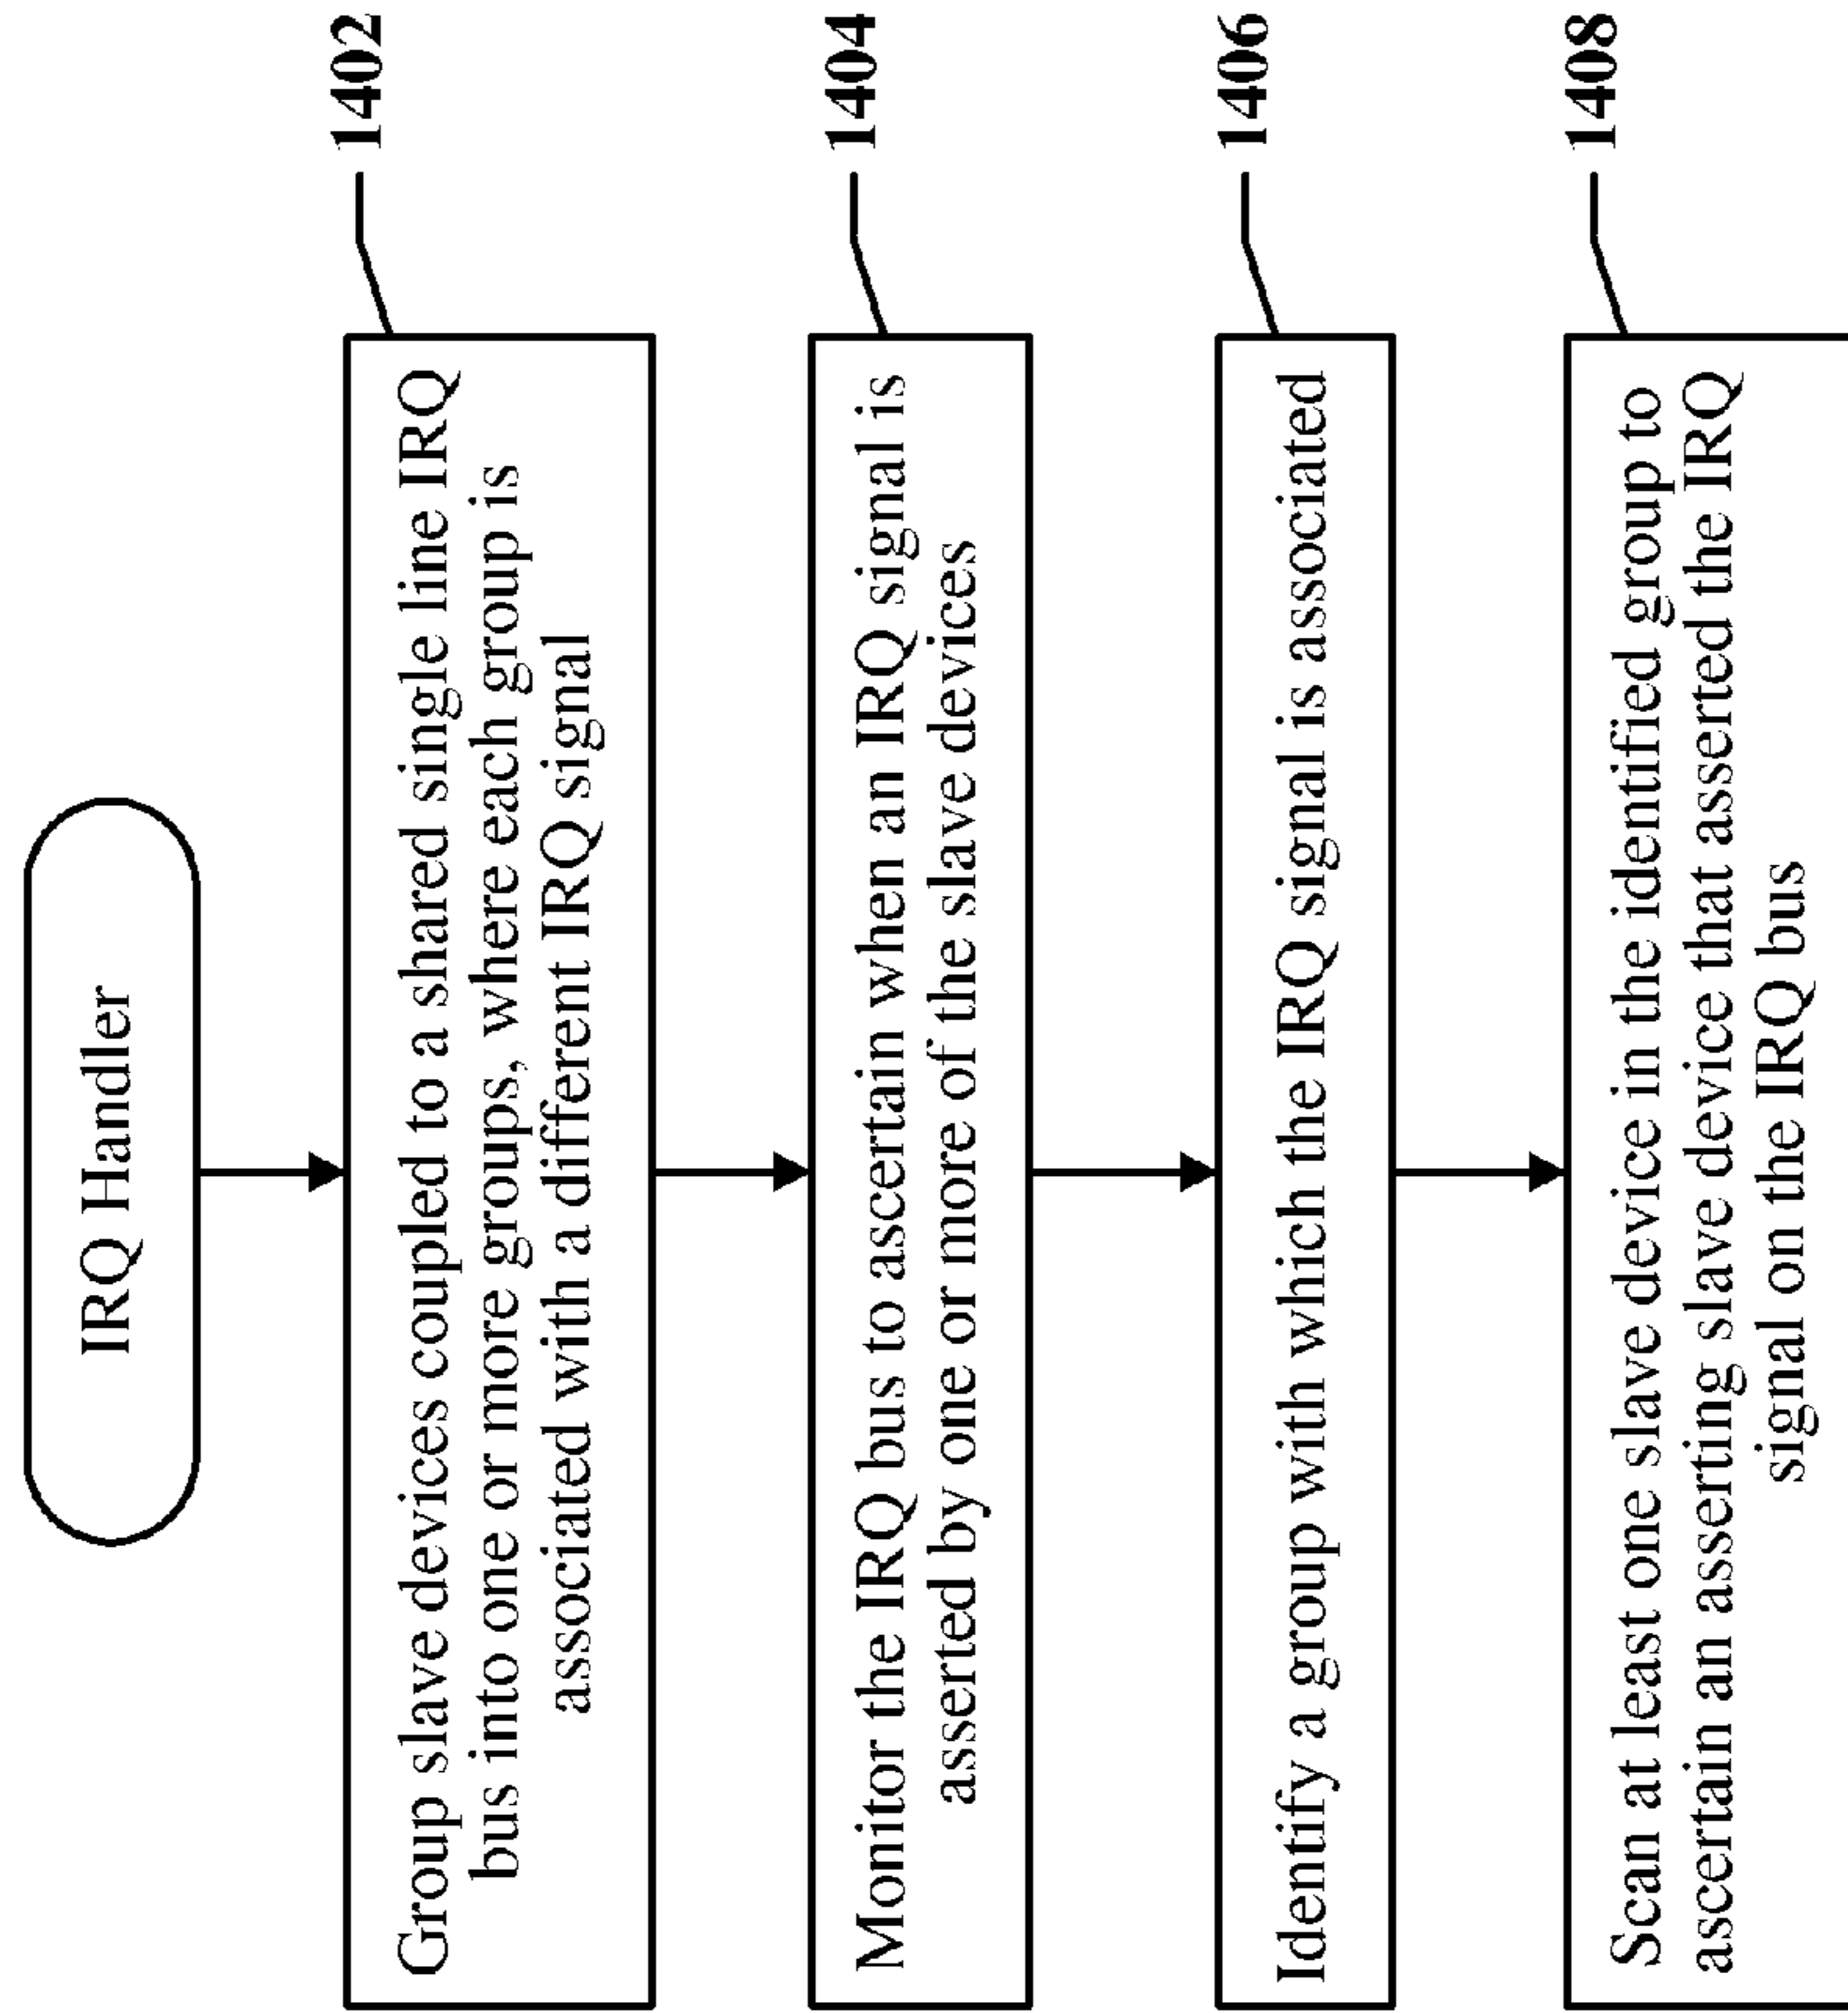 IRQ Handler
1402
Group slave devices coupled to a shared single line IRQ
bus into one or more groups, where each group is
associated with a different IRQ signal
1404
Monitor the IRQ bus to ascertain when an IRQ signal is
asserted by one or more of the slave devices
1406
Identify a group with which the IRQ signal is associated
1408
Scan at least one slave device in the identified group to
ascertain an asserting slave device that asserted the IRQ
signal on the IRQ bus